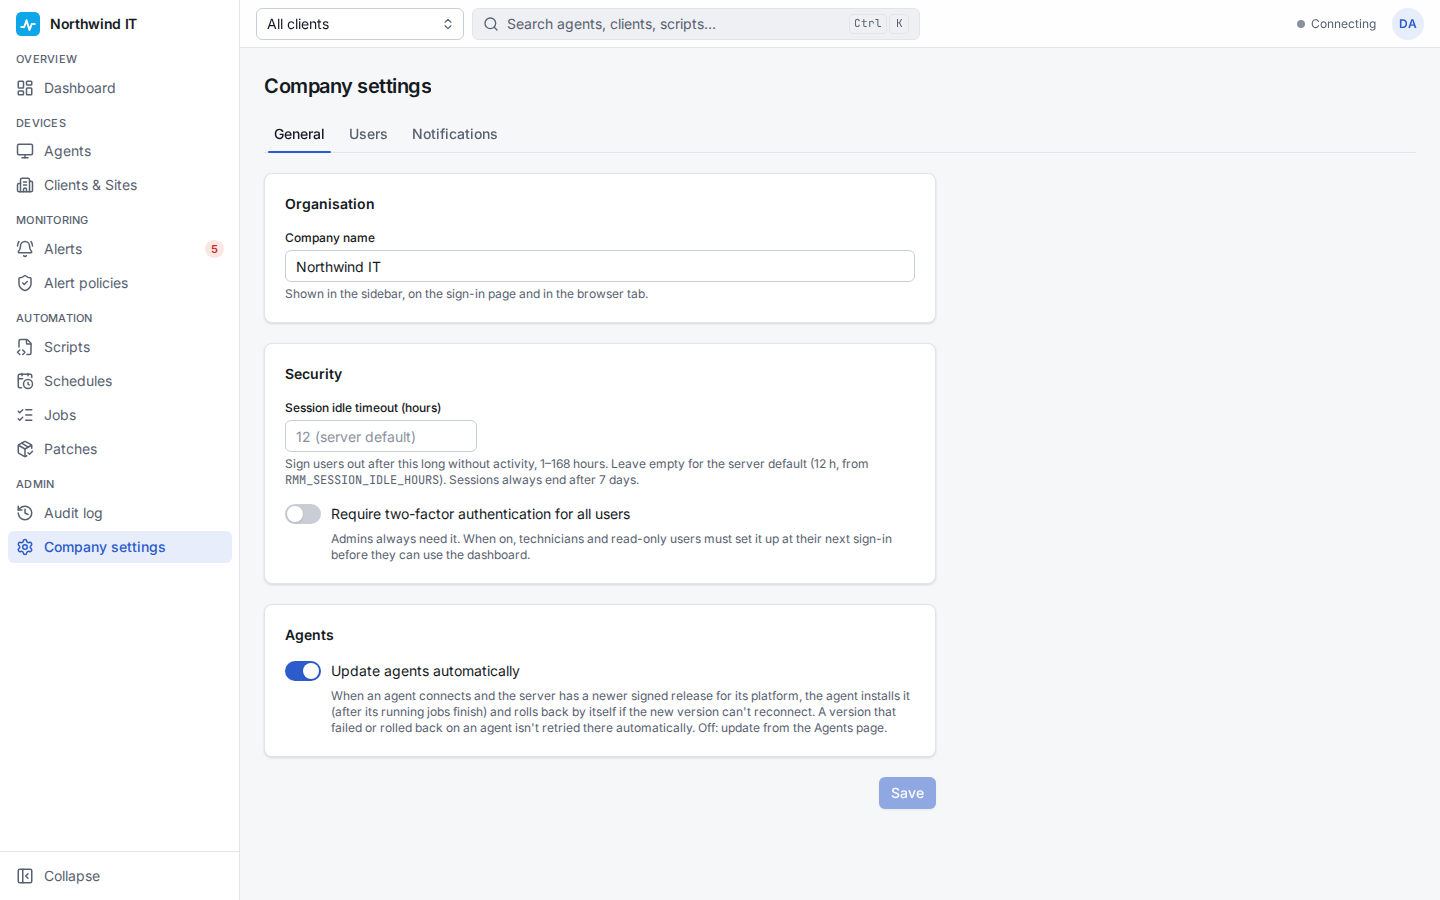 Northwind IT
All clients
Search agents, clients, scripts...
Ctrl K
Connecting
DA
OVERVIEW
Dashboard
DEVICES
Agents
Clients & Sites
MONITORING
Alerts
5
Alert policies
AUTOMATION
Scripts
Schedules
Jobs
Patches
ADMIN
Audit log
Company settings
Collapse
Company settings
General
Users
Notifications
Organisation
Company name
Northwind IT
Shown in the sidebar, on the sign-in page and in the browser tab.
Security
Session idle timeout (hours)
12 (server default)
Sign users out after this long without activity, 1–168 hours. Leave empty for the server default (12 h, from
RMM_SESSION_IDLE_HOURS). Sessions always end after 7 days.
Require two-factor authentication for all users
Admins always need it. When on, technicians and read-only users must set it up at their next sign-in
before they can use the dashboard.
Agents
Update agents automatically
When an agent connects and the server has a newer signed release for its platform, the agent installs it
(after its running jobs finish) and rolls back by itself if the new version can't reconnect. A version that
failed or rolled back on an agent isn't retried there automatically. Off: update from the Agents page.
Save